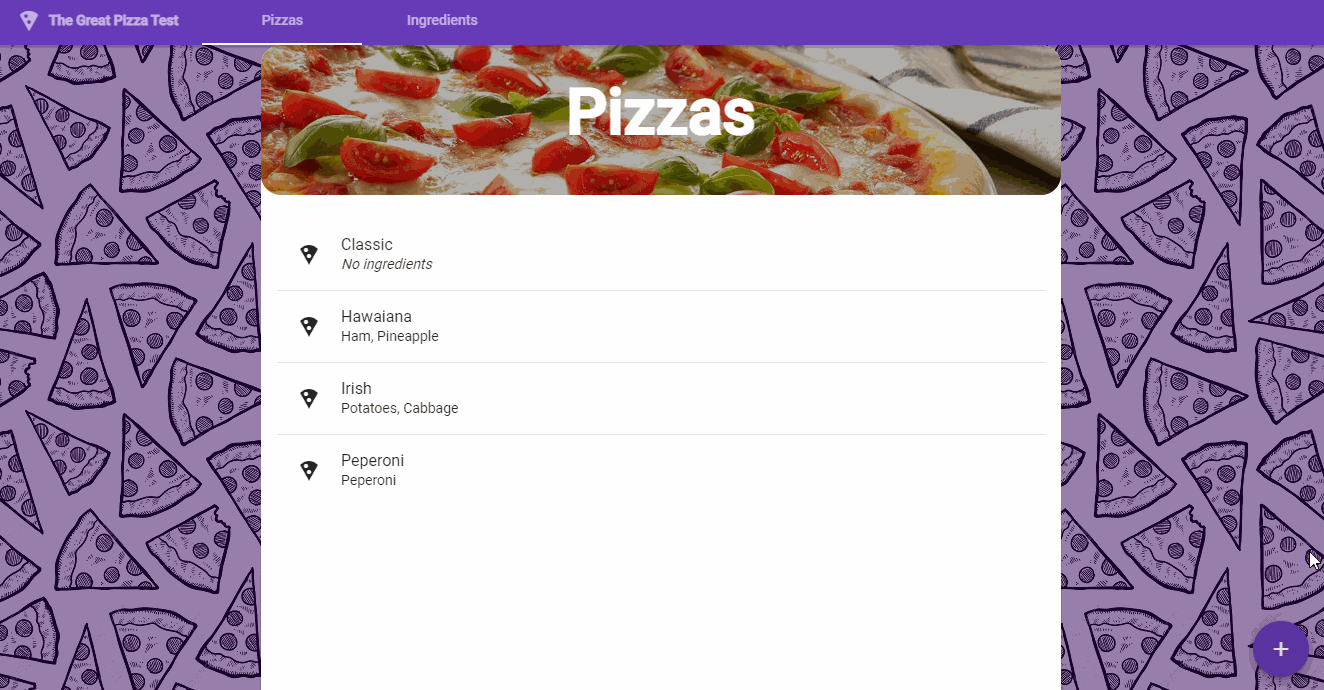 The Great Pizza Test
Pizzas
Ingredients
Pizzas
Classic
No ingredients
Hawaiana
Ham, Pineapple
Irish
Potatoes, Cabbage
Peperoni
Peperoni
+